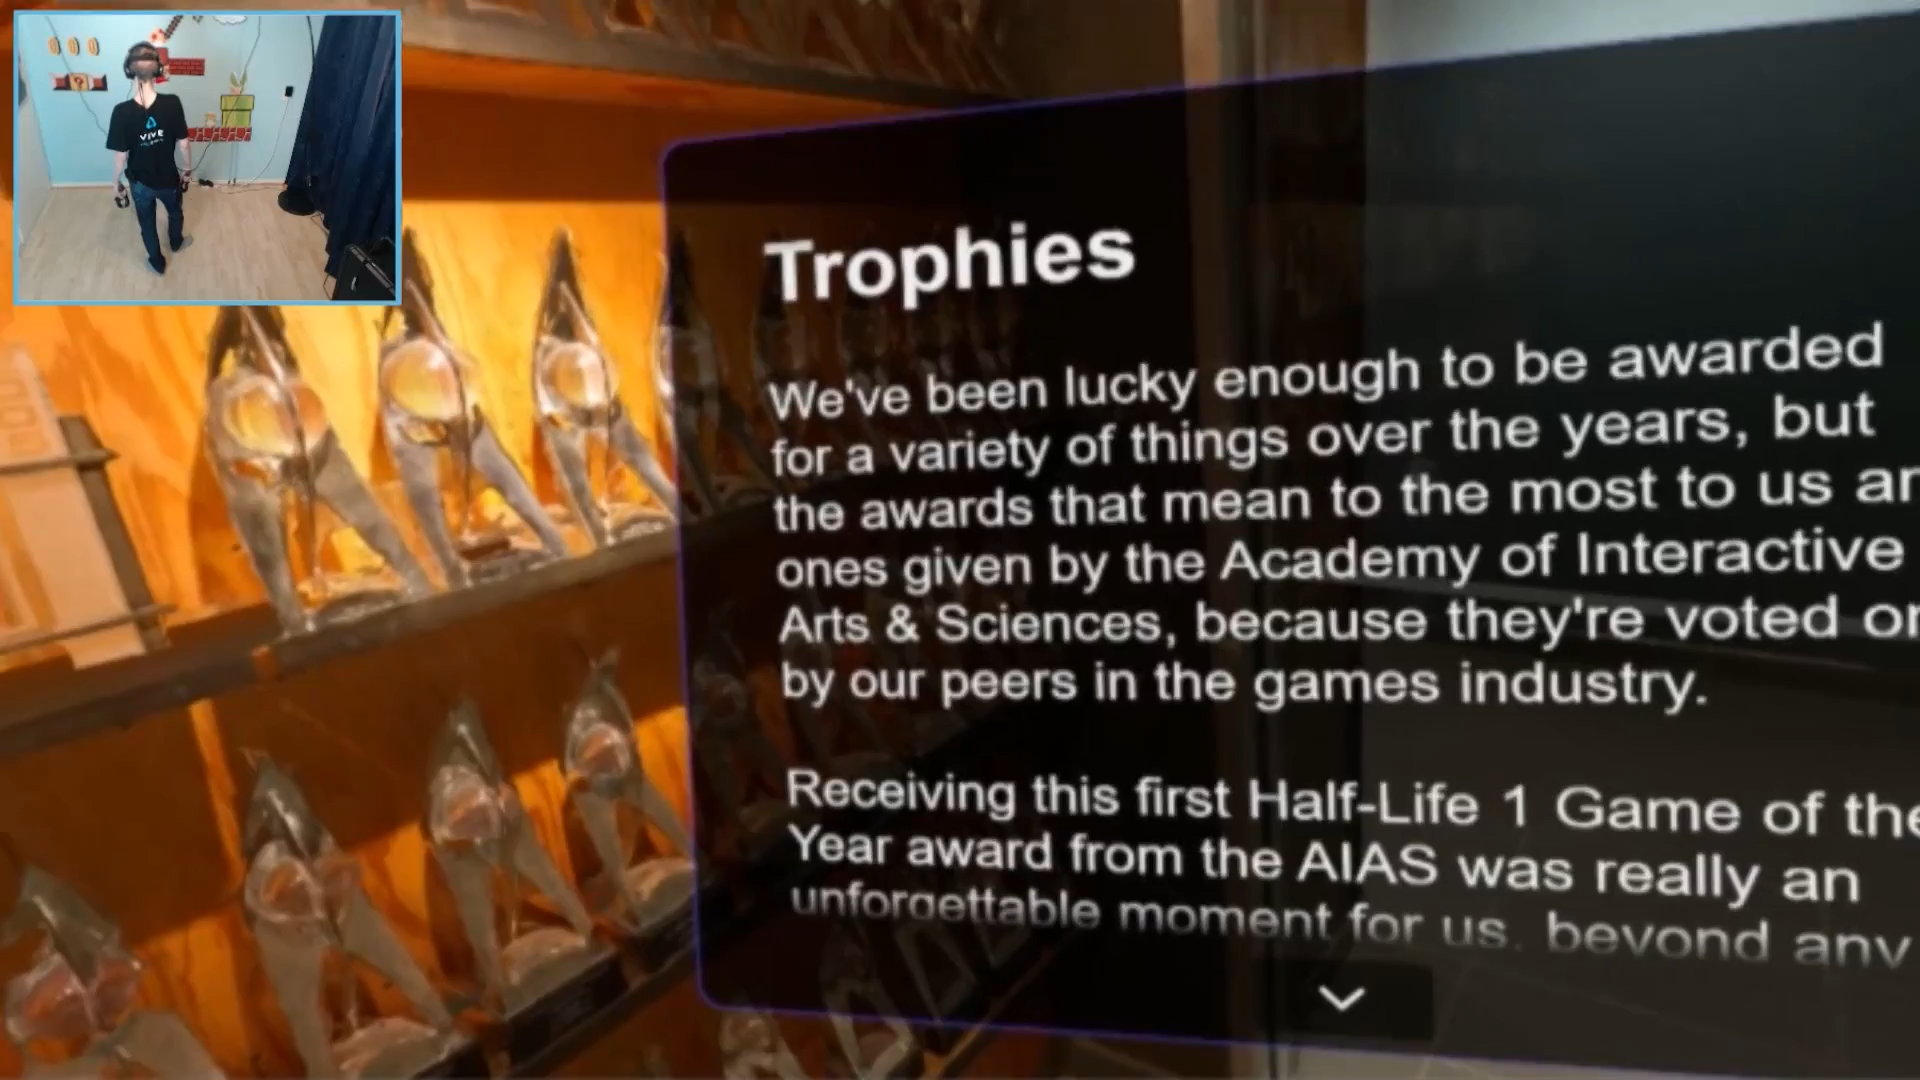 VIVE
Trophies
We've been lucky enough to be awarded
for a variety of things over the years, but
the awards that mean to the most to us
ones given by the Academy of Interactive
Arts & Sciences, because they're voted
by our peers in the games industry.
Receiving this first Half-Life 1 Game of the
Year award from the AIAS was really an
unforgettable moment for us, beyond any